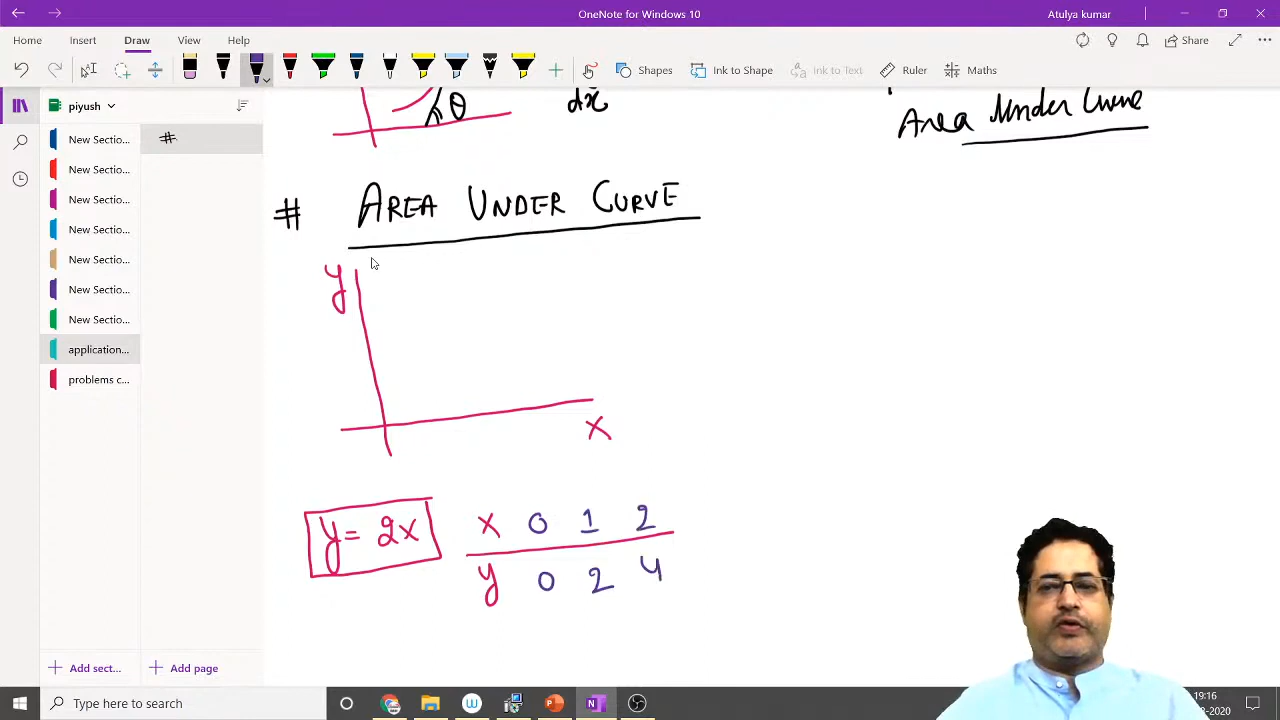 OneNote for Windows 10
Atulya kumar
Home Insert Draw View Help
Share
Shapes
Ink to Shape
Ink to Text
Ruler
Maths
piyush
#
New Sectio...
New Sectio...
New Sectio...
New Sectio...
New Sectio...
New Sectio...
New Sectio...
application...
problems c...
Add sect...
Add page
θ
dx
Area Under Curve
# AREA UNDER CURVE
y
x
y = 2x
x 0 1 2
y 0 2 4
Type here to search
19:16
-2020